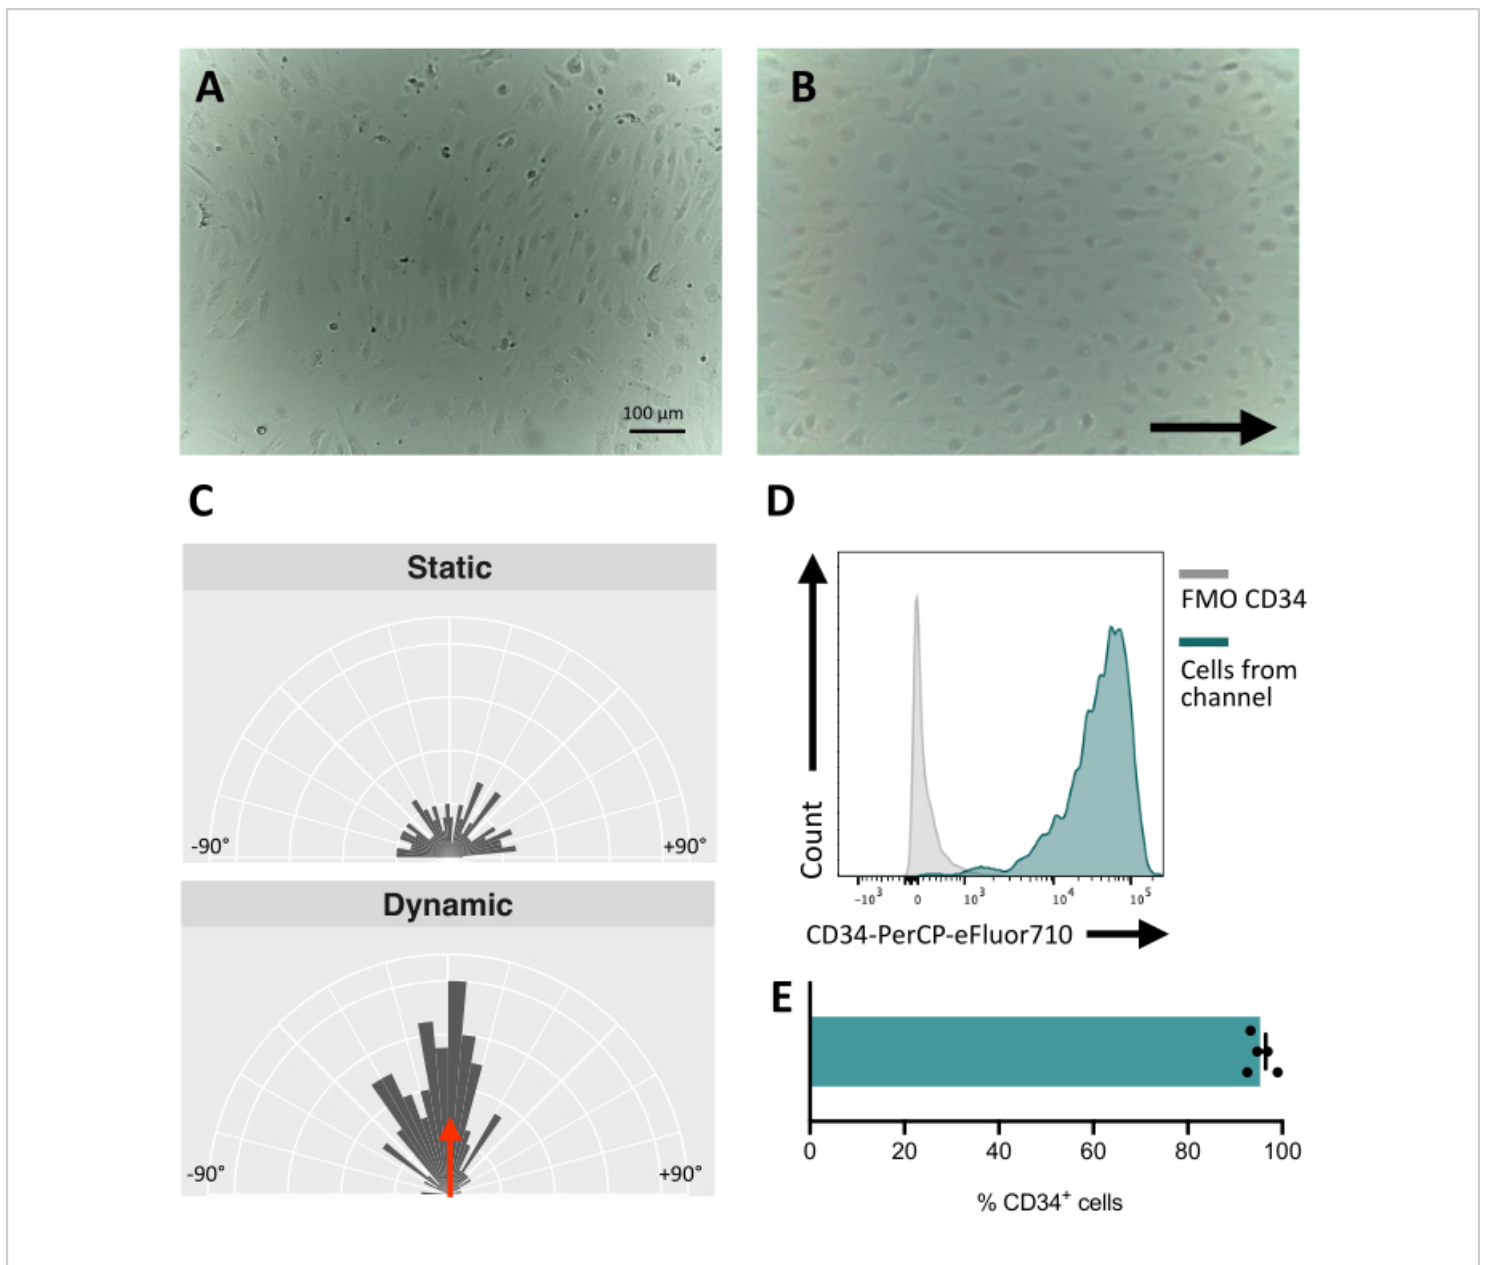 A
B
100 µm
C
D
Static
-90°
+90°
Dynamic
-90°
+90°
Count
FMO CD34
Cells from
channel
-10³
0
10³
10⁴
10⁵
CD34-PerCP-eFluor710
E
0
20
40
60
80
100
% CD34⁺ cells